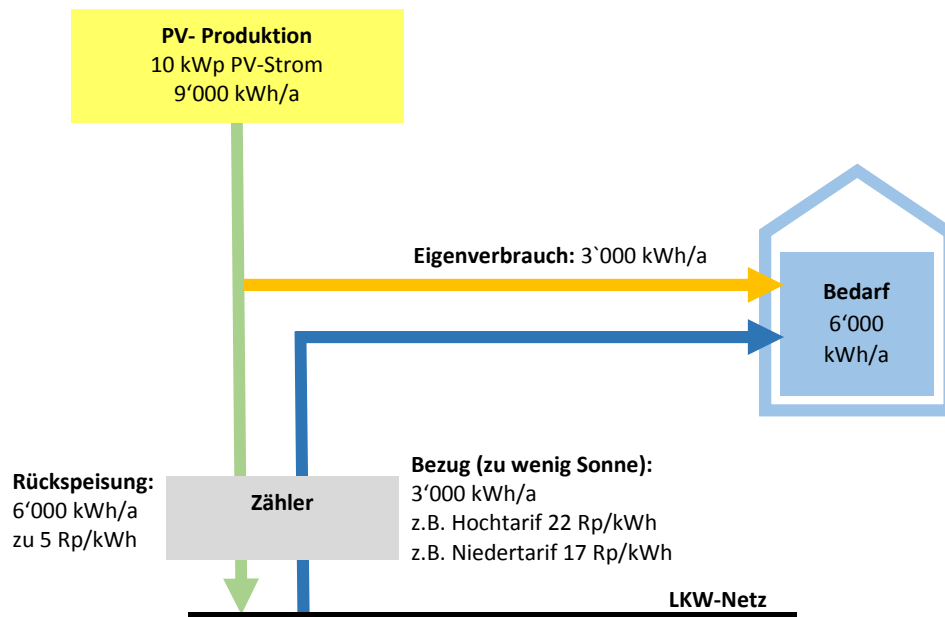 PV- Produktion
10 kWp PV-Strom
9‘000 kWh/a
Eigenverbrauch: 3`000 kWh/a
Bedarf
6‘000
kWh/a
Rückspeisung:
6‘000 kWh/a
zu 5 Rp/kWh
Zähler
Bezug (zu wenig Sonne):
3‘000 kWh/a
z.B. Hochtarif 22 Rp/kWh
z.B. Niedertarif 17 Rp/kWh
LKW-Netz